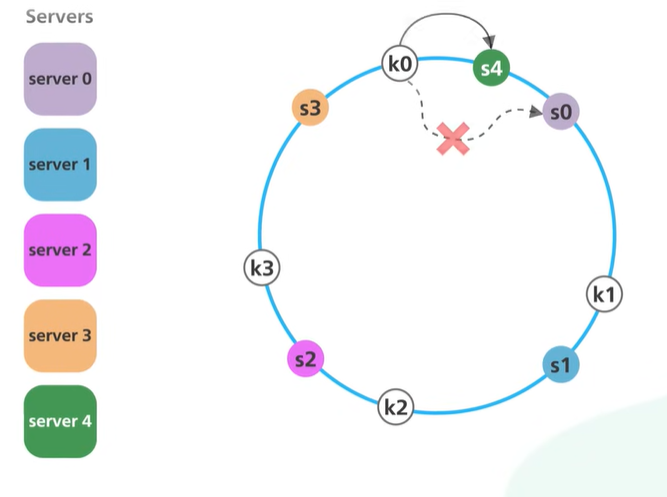 Servers
server 0
server 1
server 2
server 3
server 4
k0
s4
s0
s3
k3
k1
s2
s1
k2